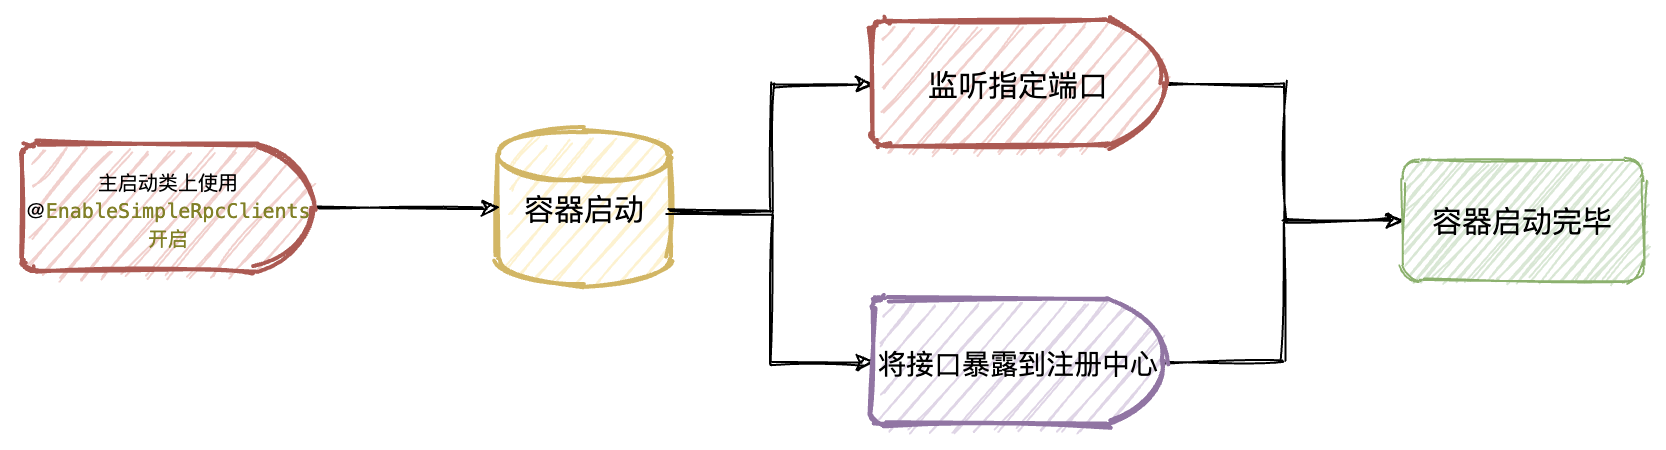 主启动类上使用
@EnableSimpleRpcClients
开启
容器启动
监听指定端口
将接口暴露到注册中心
容器启动完毕